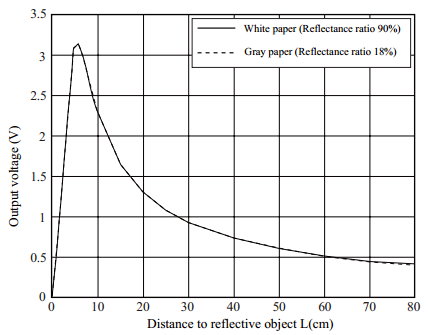 3.5
White paper (Reflectance ratio 90%)
Gray paper (Reflectance ratio 18%)
3
2.5
2
1.5
1
0.5
0
Output voltage (V)
0 10 20 30 40 50 60 70 80
Distance to reflective object L(cm)